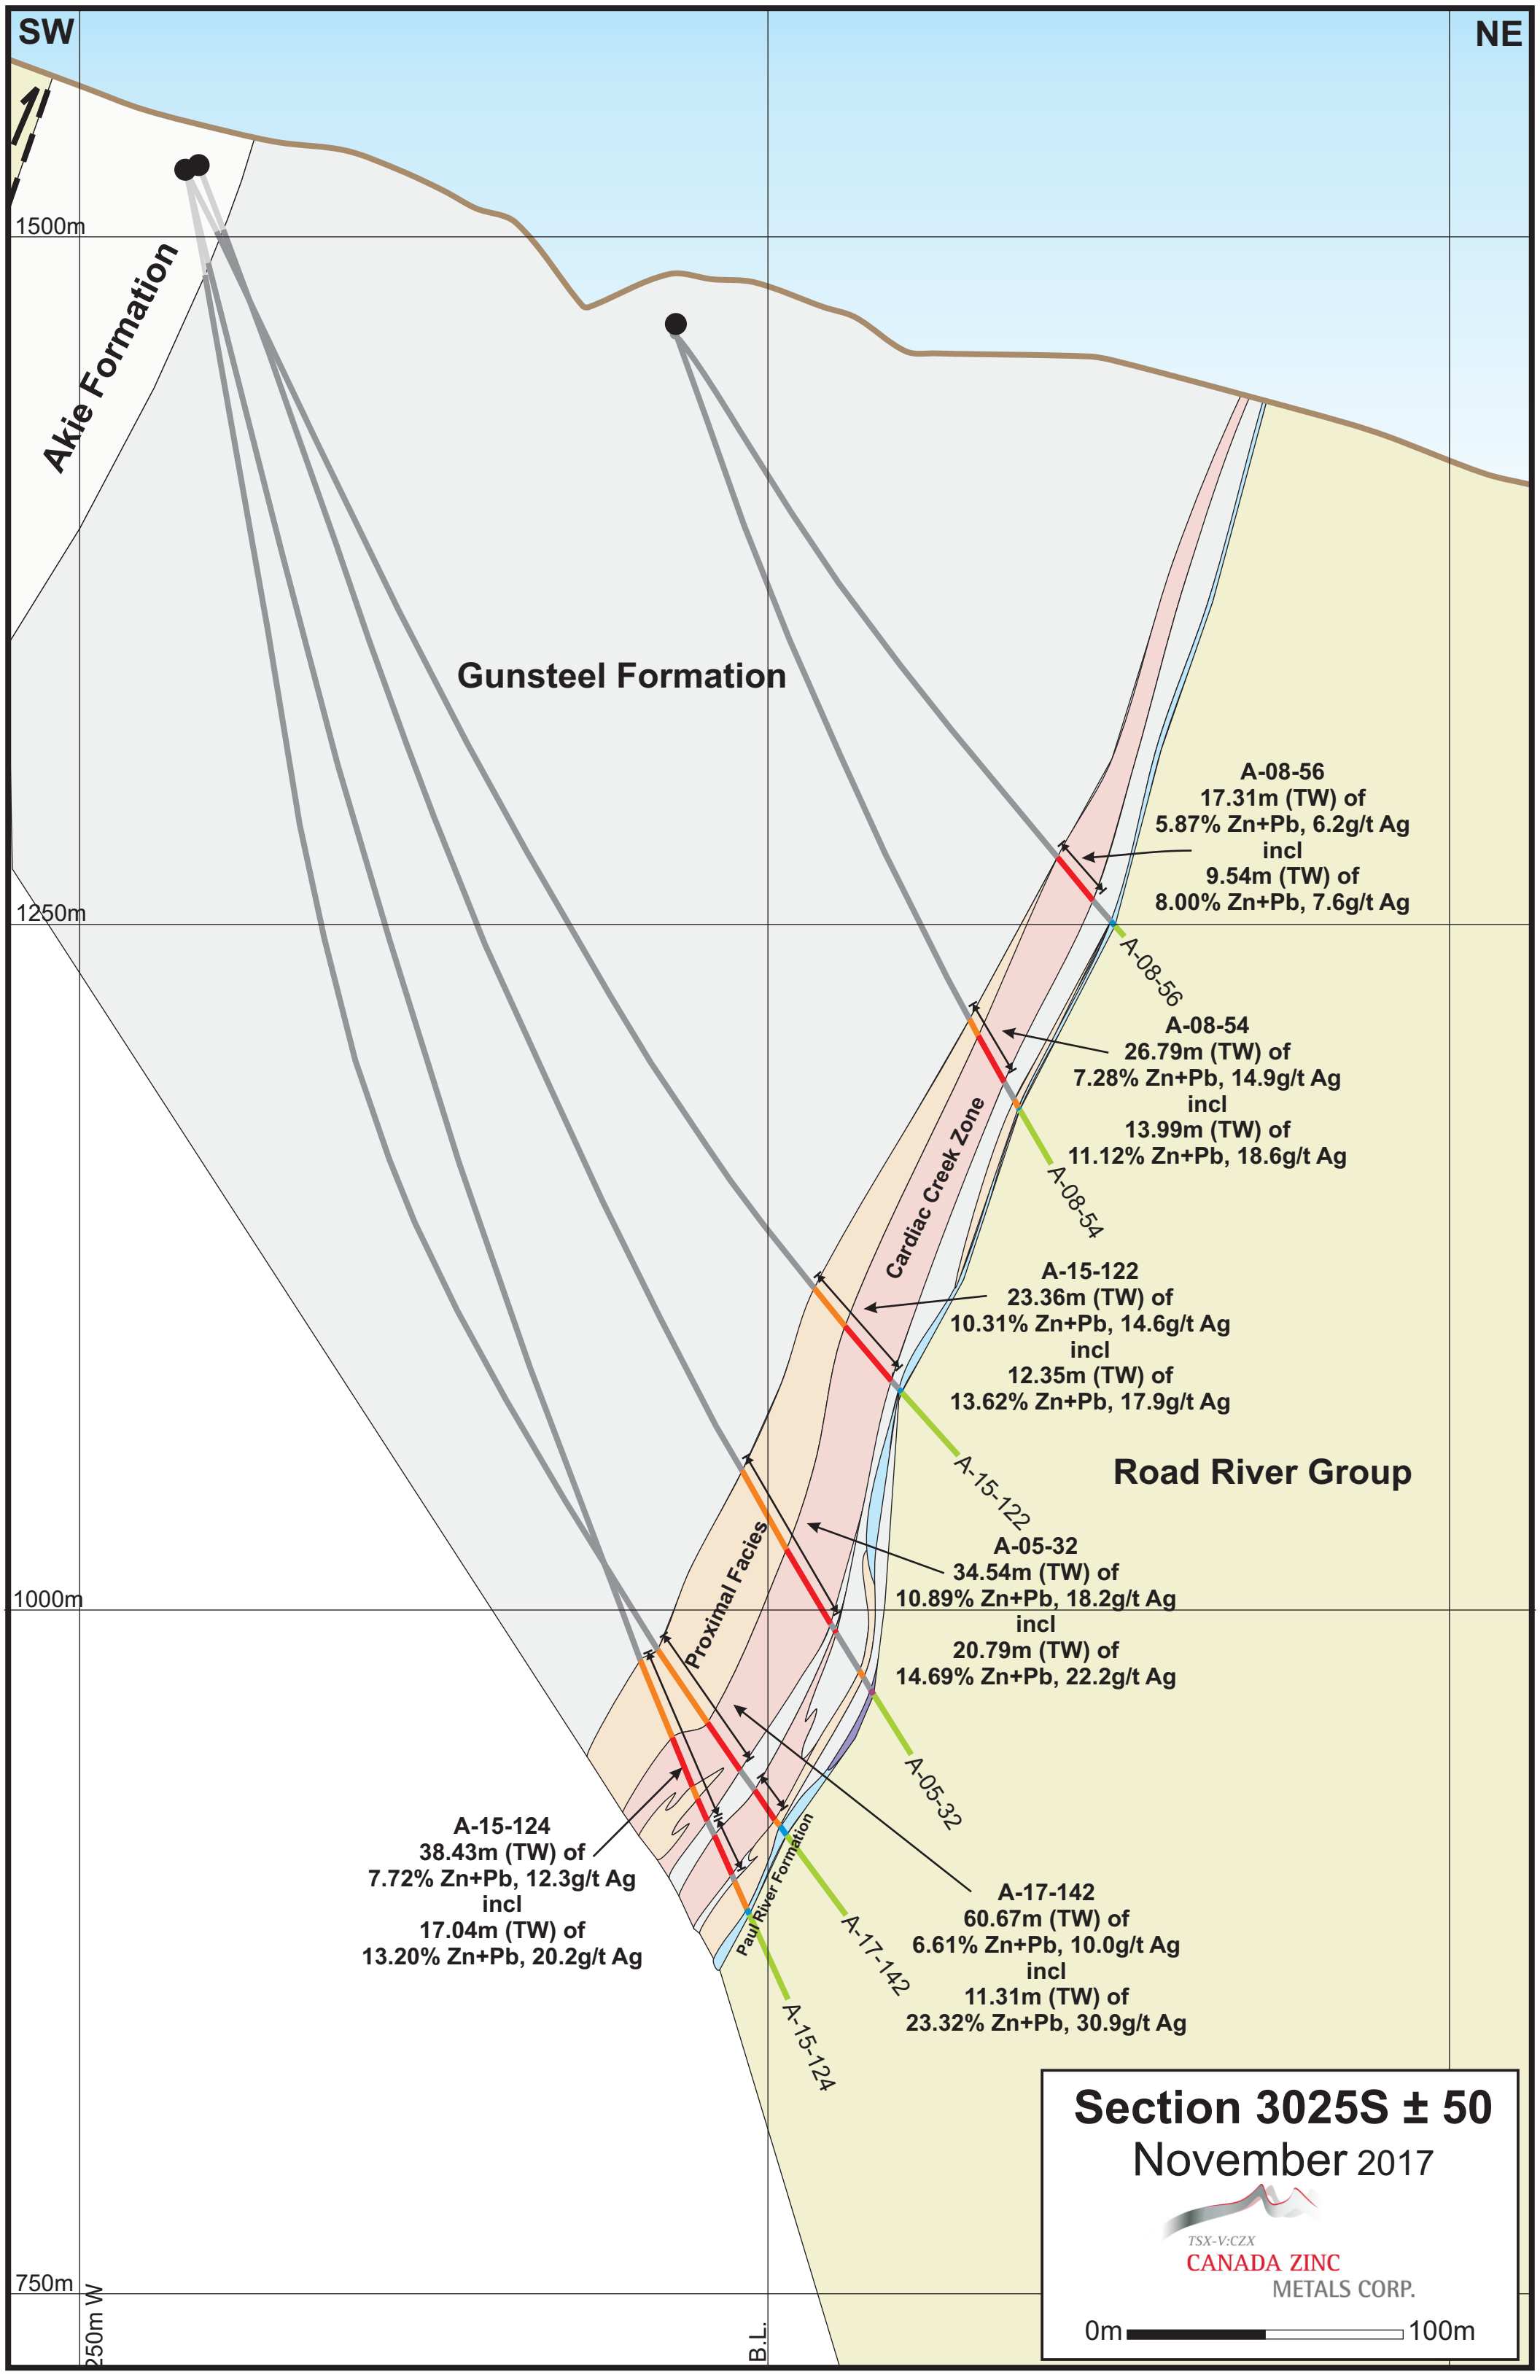 SW
NE
1500m
Akie Formation
Gunsteel Formation
A-08-56
17.31m (TW) of
5.87% Zn+Pb, 6.2g/t Ag
incl
9.54m (TW) of
8.00% Zn+Pb, 7.6g/t Ag
1250m
A-08-56
A-08-54
26.79m (TW) of
7.28% Zn+Pb, 14.9g/t Ag
incl
13.99m (TW) of
11.12% Zn+Pb, 18.6g/t Ag
Cardiac Creek Zone
A-08-54
A-15-122
23.36m (TW) of
10.31% Zn+Pb, 14.6g/t Ag
incl
12.35m (TW) of
13.62% Zn+Pb, 17.9g/t Ag
Road River Group
A-15-122
A-05-32
34.54m (TW) of
10.89% Zn+Pb, 18.2g/t Ag
incl
20.79m (TW) of
14.69% Zn+Pb, 22.2g/t Ag
1000m
Proximal Facies
A-05-32
A-15-124
38.43m (TW) of
7.72% Zn+Pb, 12.3g/t Ag
incl
17.04m (TW) of
13.20% Zn+Pb, 20.2g/t Ag
Paul River Formation
A-17-142
A-17-142
60.67m (TW) of
6.61% Zn+Pb, 10.0g/t Ag
incl
11.31m (TW) of
23.32% Zn+Pb, 30.9g/t Ag
A-15-124
750m
250m W
B.L.
Section 3025S ± 50
November 2017
TSX-V:CZX
CANADA ZINC
METALS CORP.
0m 100m